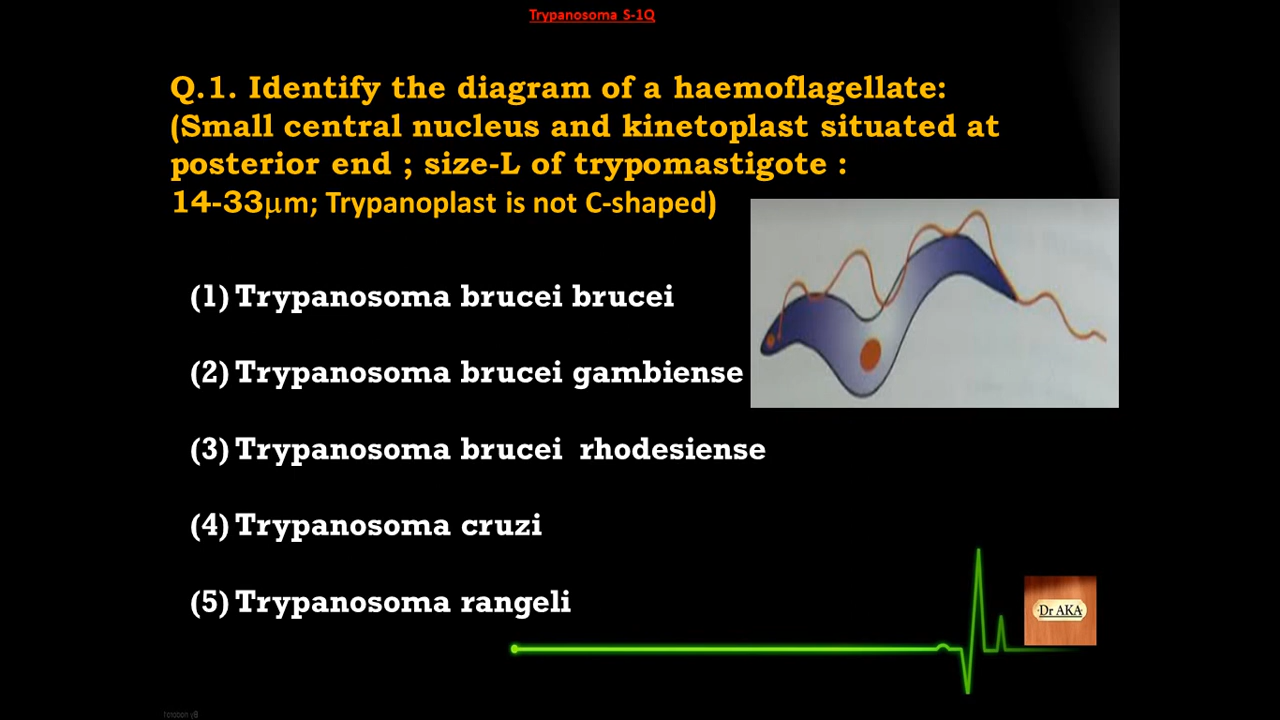 Trypanosoma S-1Q
Q.1. Identify the diagram of a haemoflagellate:
(Small central nucleus and kinetoplast situated at
posterior end ; size-L of trypomastigote :
14-33μm; Trypanoplast is not C-shaped)
(1) Trypanosoma brucei brucei
(2) Trypanosoma brucei gambiense
(3) Trypanosoma brucei rhodesiense
(4) Trypanosoma cruzi
(5) Trypanosoma rangeli
Dr AKA